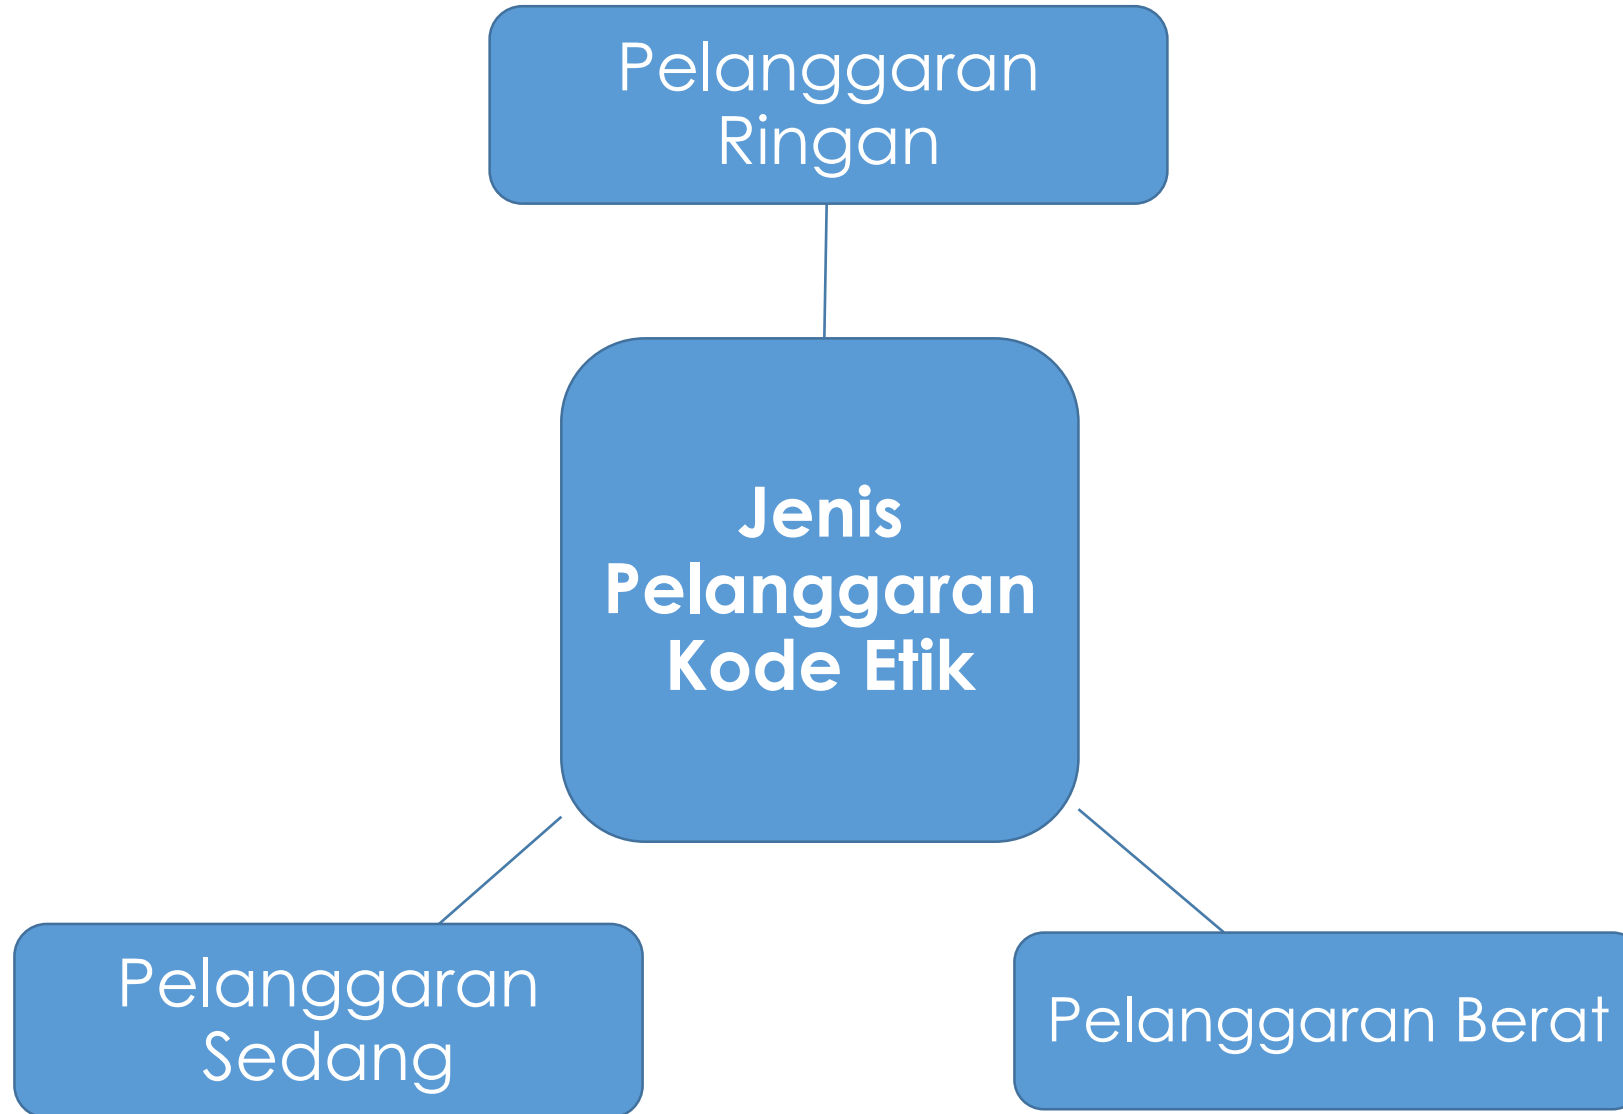 Pelanggaran
Ringan
Jenis
Pelanggaran
Kode Etik
Pelanggaran
Sedang
Pelanggaran Berat